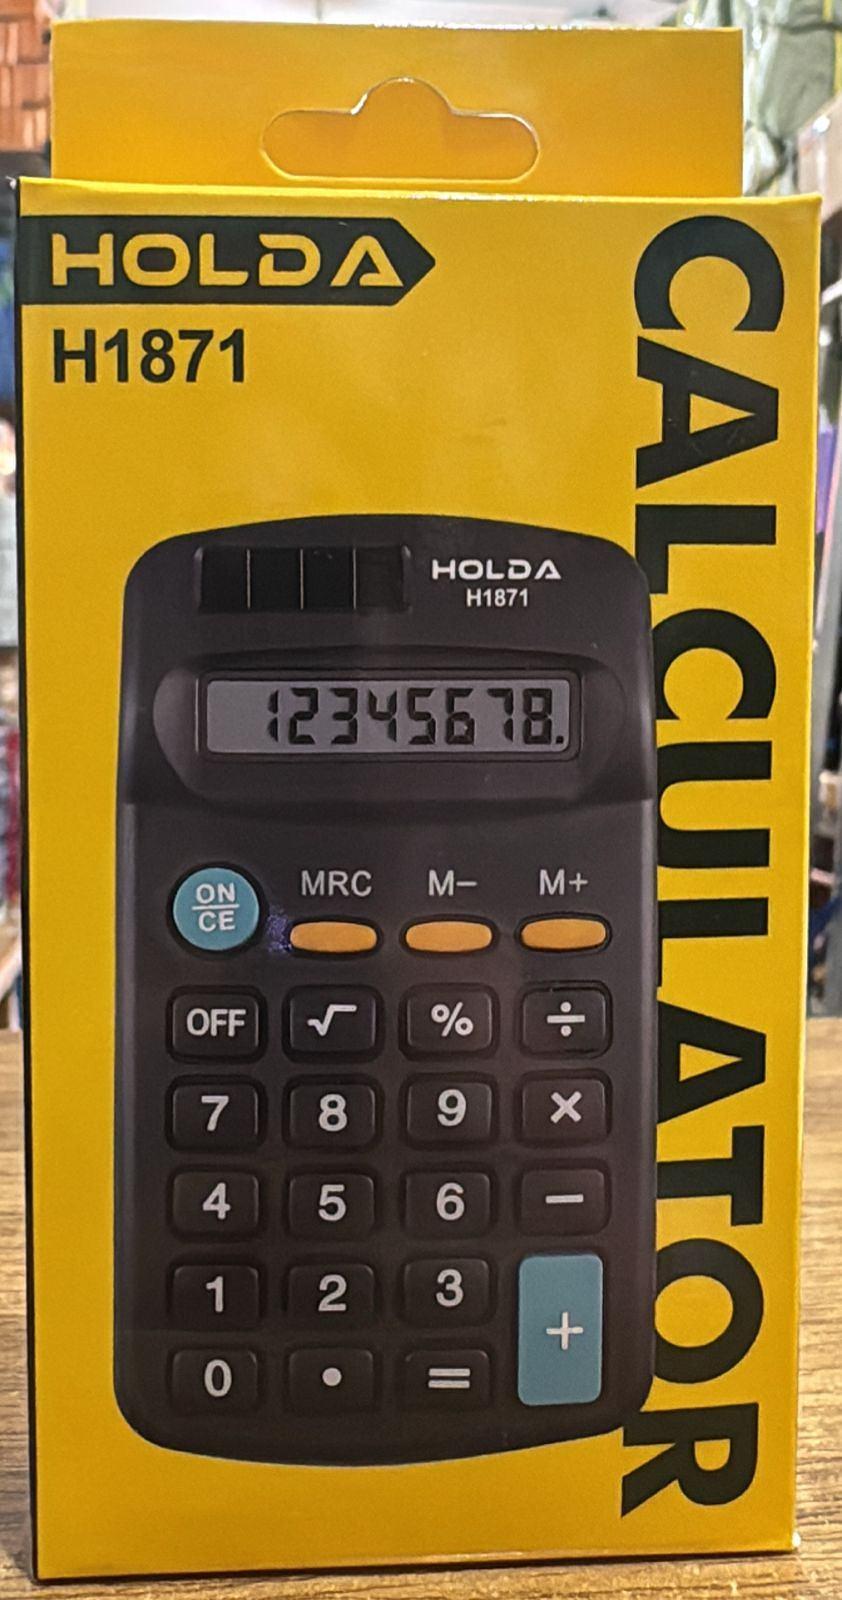 HOLDA
H1871
CALCULATOR
HOLDA
H1871
12345678.
ON
CE
MRC M− M+
OFF √ % ÷
7 8 9 ×
4 5 6 −
1 2 3 +
0 • =